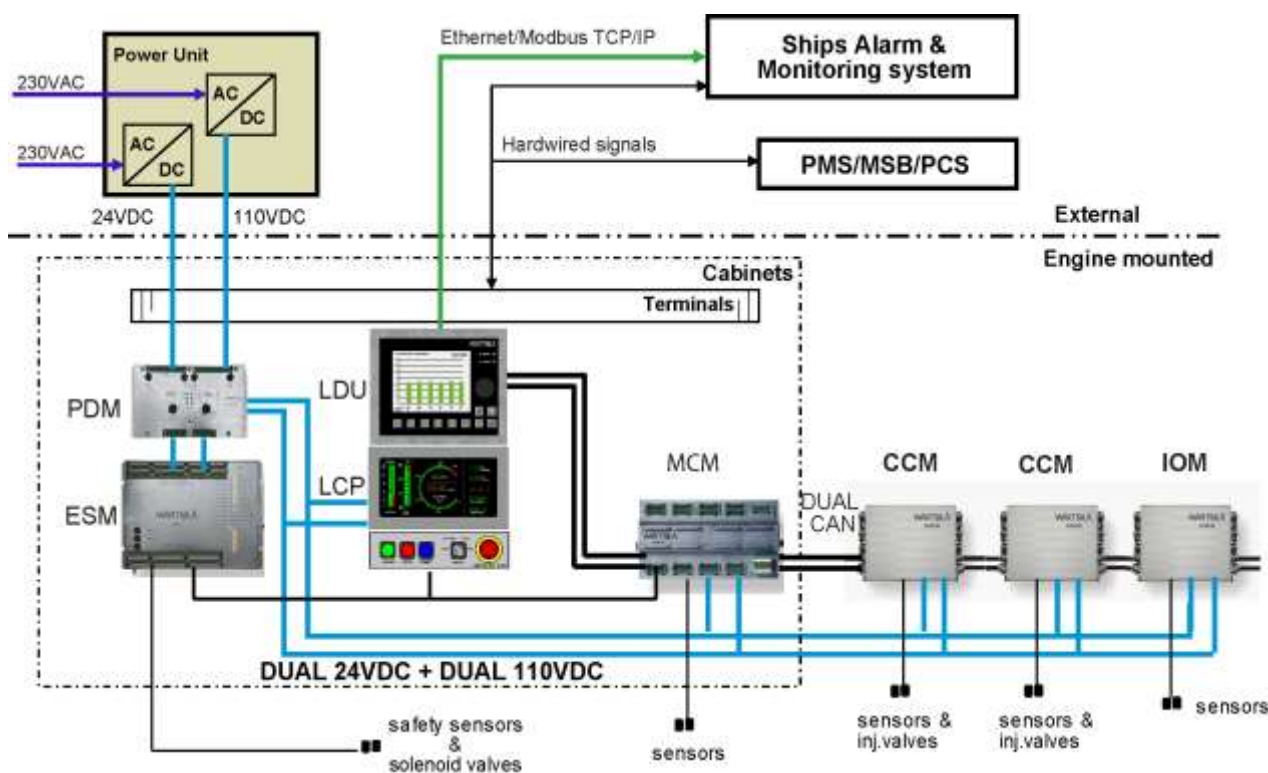 Ethernet/Modbus TCP/IP
Ships Alarm &
Monitoring system
Power Unit
230VAC
AC
DC
230VAC
AC
DC
Hardwired signals
PMS/MSB/PCS
24VDC
110VDC
External
Engine mounted
Cabinets
Terminals
PDM
LDU
ESM
WÄRTSILÄ
LCP
MCM
DUAL
CAN
CCM
CCM
IOM
DUAL 24VDC + DUAL 110VDC
safety sensors
&
solenoid valves
sensors
sensors &
inj.valves
sensors &
inj.valves
sensors